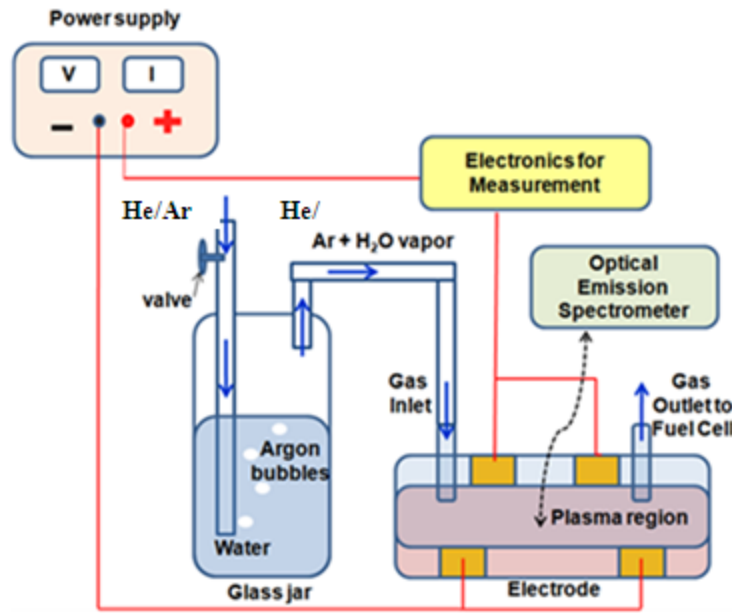 Power supply
V
I
− +
Electronics for
Measurement
He/Ar
He/
Ar + H₂O vapor
valve
Optical
Emission
Spectrometer
Gas
Inlet
Gas
Outlet to
Fuel Cell
Argon
bubbles
Plasma region
Water
Glass jar
Electrode